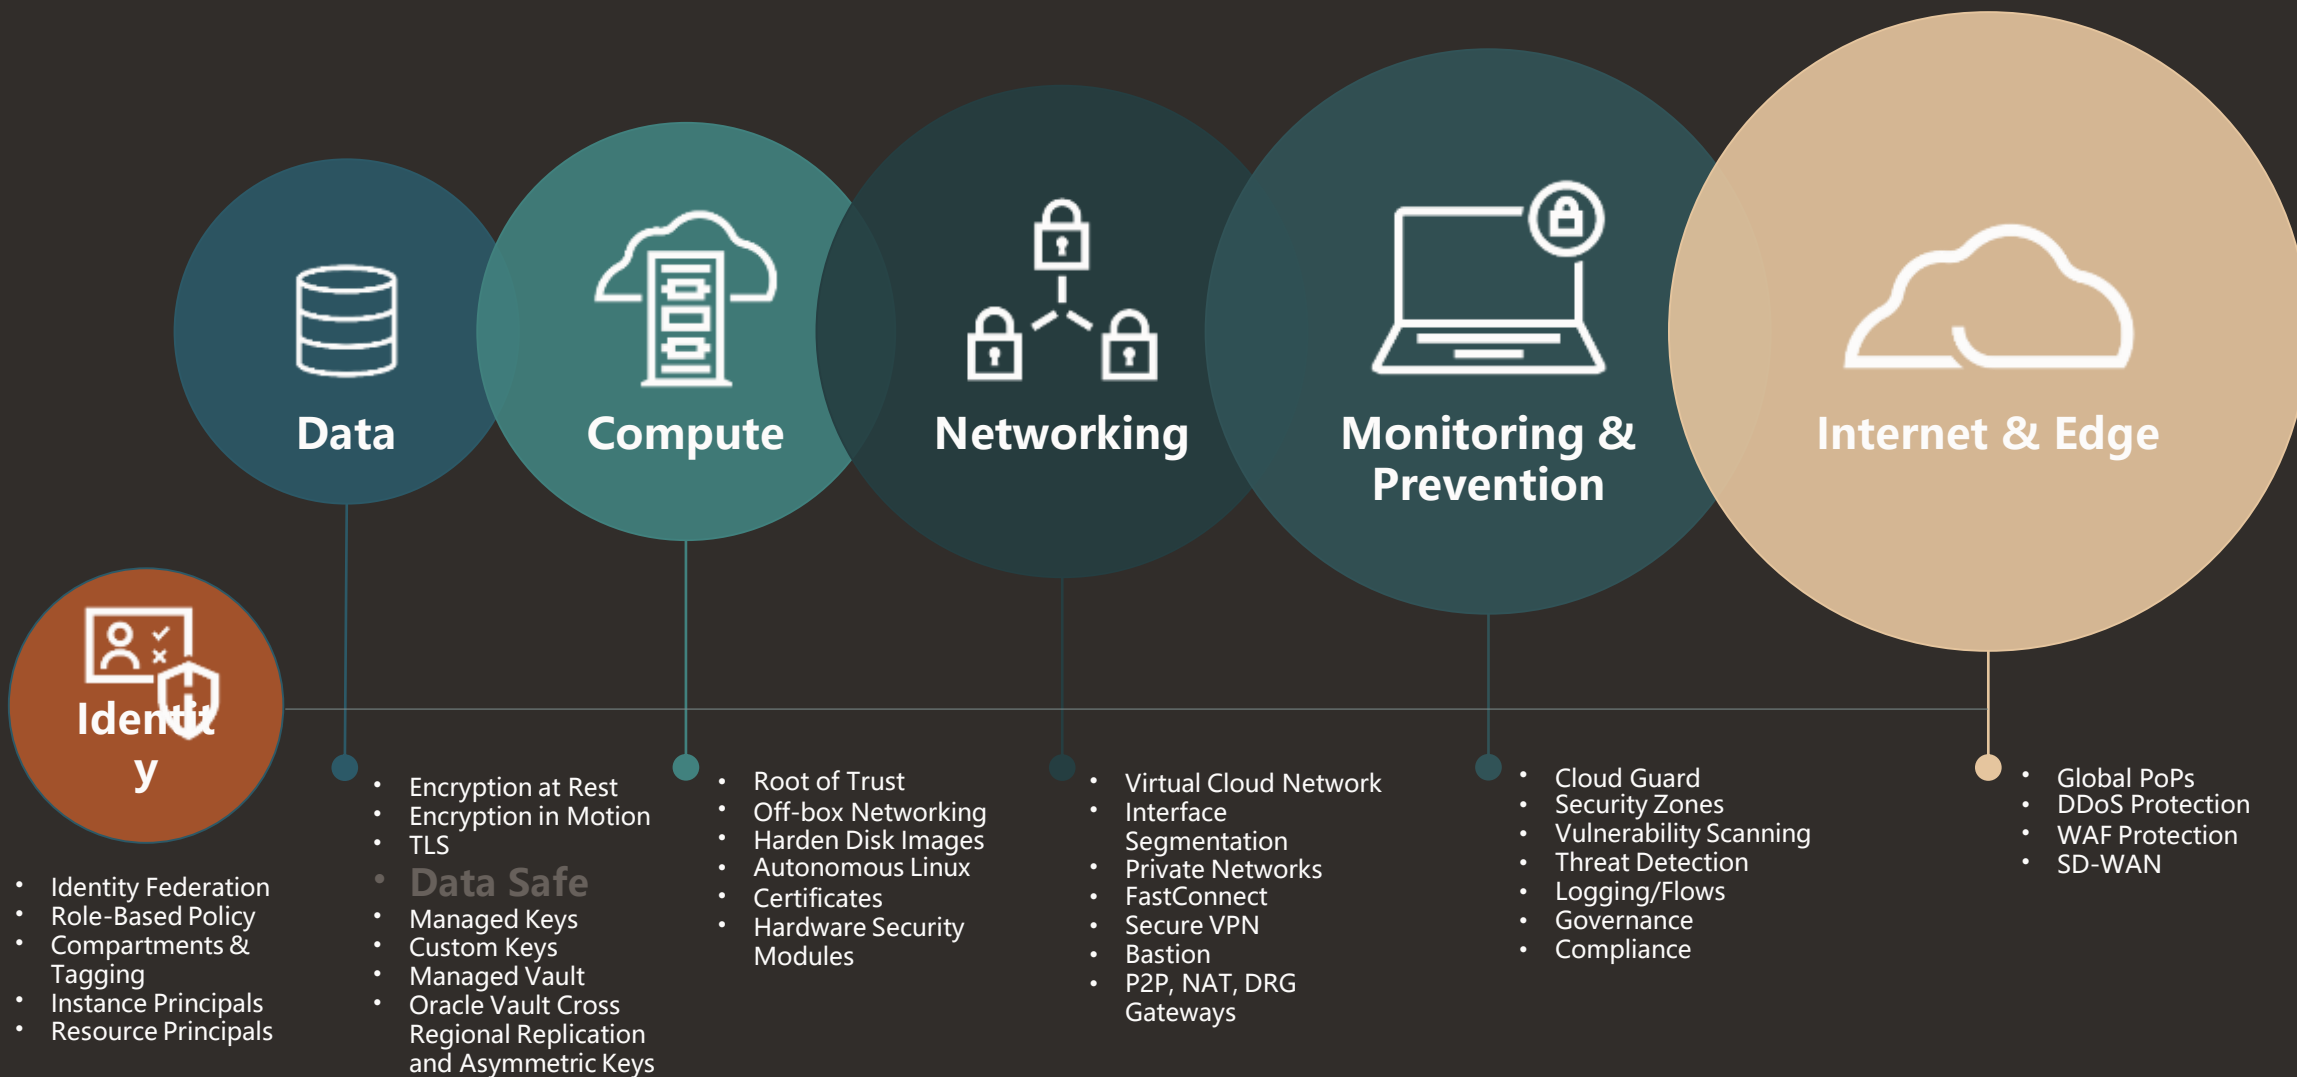 Data
Compute
Networking
Monitoring &
Prevention
Internet & Edge
Identit
y
• Identity Federation
• Role-Based Policy
• Compartments &
Tagging
• Instance Principals
• Resource Principals
• Encryption at Rest
• Encryption in Motion
• TLS
• Data Safe
• Managed Keys
• Custom Keys
• Managed Vault
• Oracle Vault Cross
Regional Replication
and Asymmetric Keys
• Root of Trust
• Off-box Networking
• Harden Disk Images
• Autonomous Linux
• Certificates
• Hardware Security
Modules
• Virtual Cloud Network
• Interface
Segmentation
• Private Networks
• FastConnect
• Secure VPN
• Bastion
• P2P, NAT, DRG
Gateways
• Cloud Guard
• Security Zones
• Vulnerability Scanning
• Threat Detection
• Logging/Flows
• Governance
• Compliance
• Global PoPs
• DDoS Protection
• WAF Protection
• SD-WAN